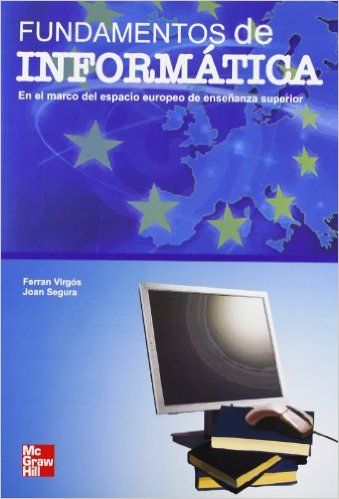 FUNDAMENTOS de
INFORMÁTICA
En el marco del espacio europeo de enseñanza superior
Ferran Virgós
Joan Segura
Mc
Graw
Hill